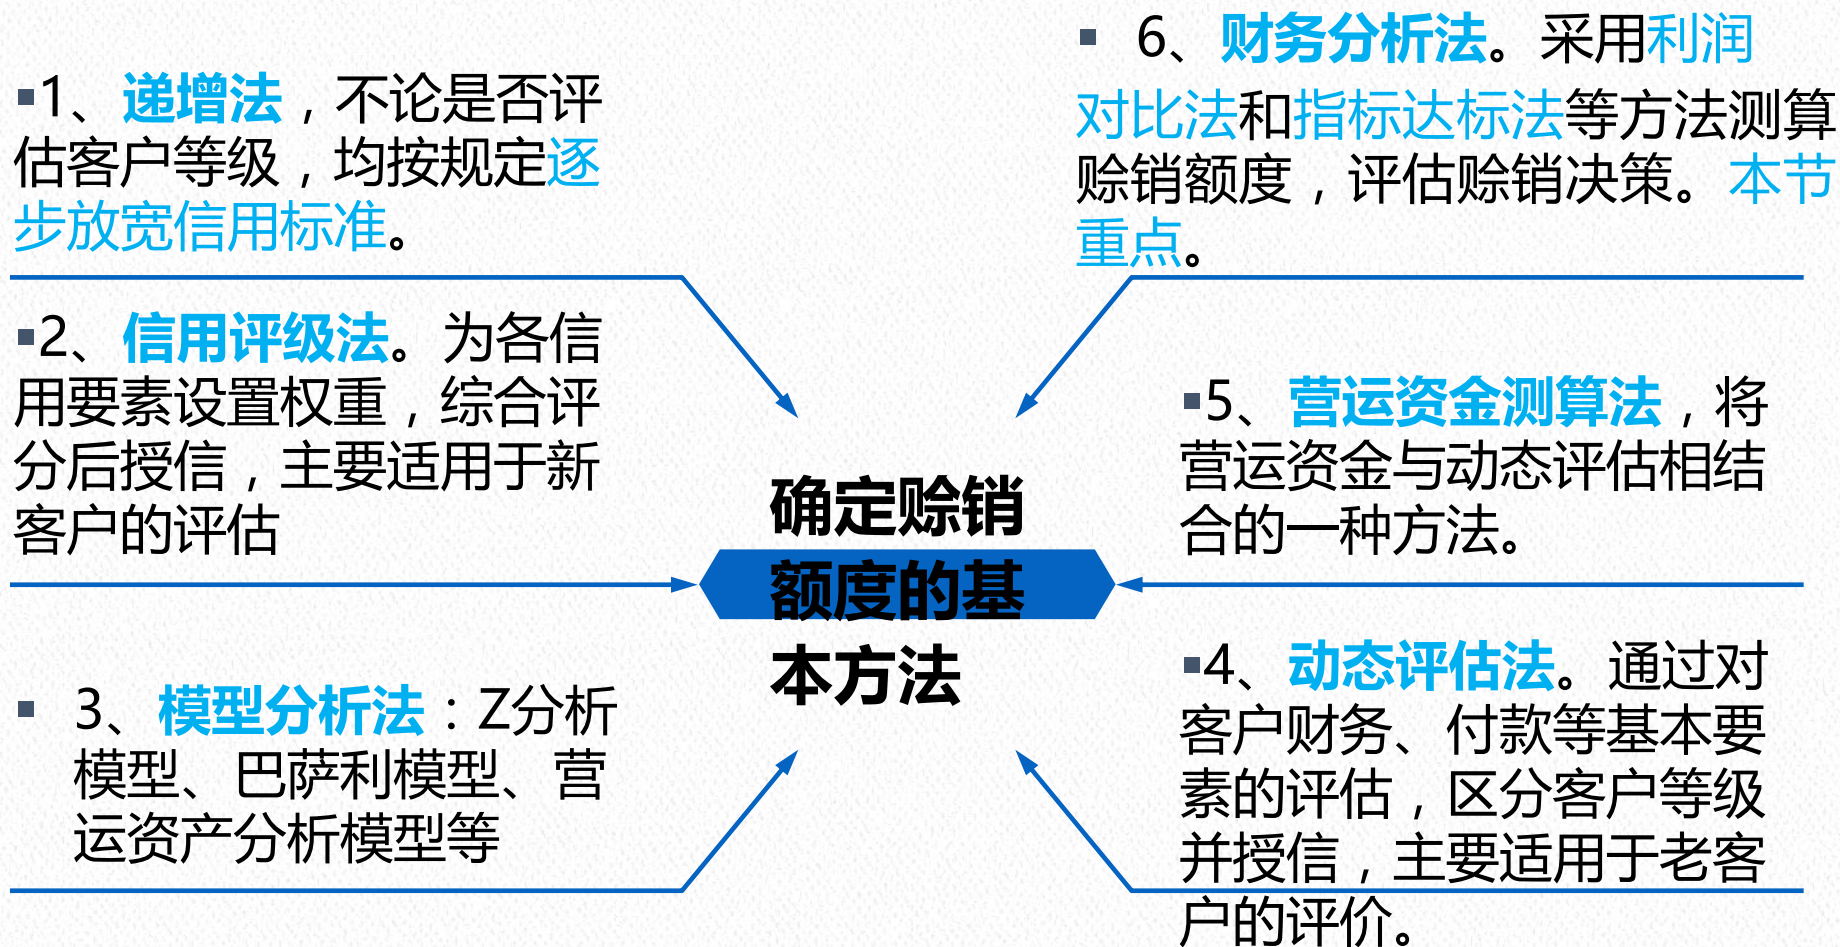 ▪1、递增法，不论是否评
估客户等级，均按规定逐
步放宽信用标准。
▪2、信用评级法。为各信
用要素设置权重，综合评
分后授信，主要适用于新
客户的评估
▪ 3、模型分析法：Z分析
模型、巴萨利模型、营
运资产分析模型等
确定赊销
额度的基
本方法
▪ 6、财务分析法。采用利润
对比法和指标达标法等方法测算
赊销额度，评估赊销决策。本节
重点。
▪5、营运资金测算法，将
营运资金与动态评估相结
合的一种方法。
▪4、动态评估法。通过对
客户财务、付款等基本要
素的评估，区分客户等级
并授信，主要适用于老客
户的评价。